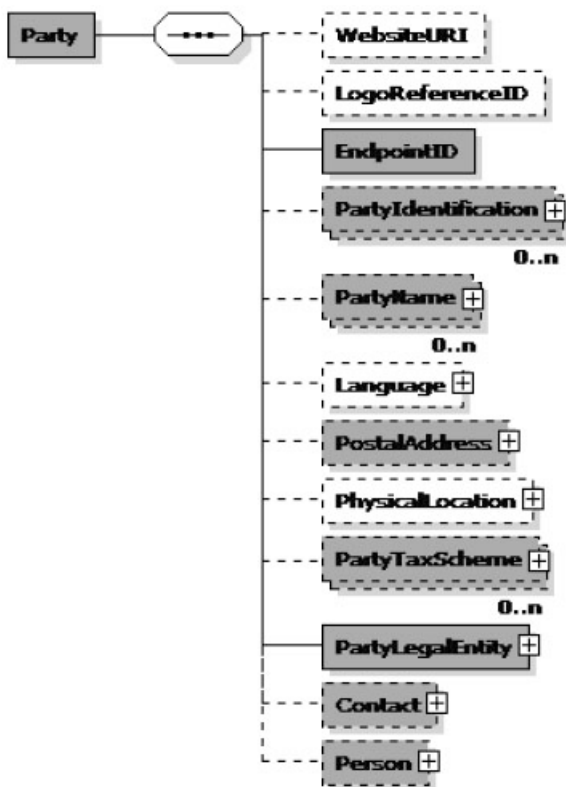 Party
WebsiteURI
LogoReferenceID
EndpointID
PartyIdentification
0..n
PartyName
0..n
Language
PostalAddress
PhysicalLocation
PartyTaxScheme
0..n
PartyLegalEntity
Contact
Person